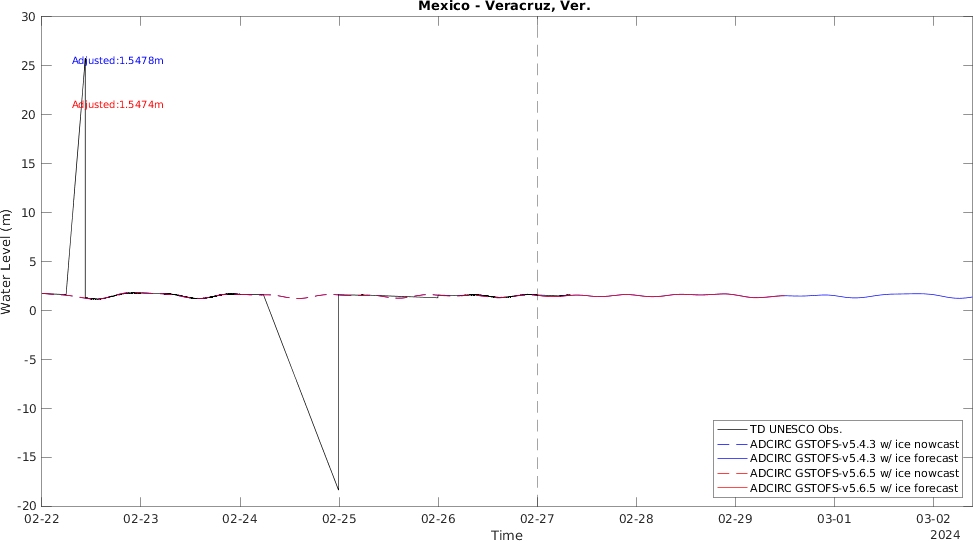 Mexico - Veracruz, Ver.
30
25
20
15
10
5
0
-5
-10
-15
-20
Water Level (m)
Adjusted:1.5478m
Adjusted:1.5474m
TD UNESCO Obs.
ADCIRC GSTOFS-v5.4.3 w/ ice nowcast
ADCIRC GSTOFS-v5.4.3 w/ ice forecast
ADCIRC GSTOFS-v5.6.5 w/ ice nowcast
ADCIRC GSTOFS-v5.6.5 w/ ice forecast
02-22 02-23 02-24 02-25 02-26 02-27 02-28 02-29 03-01 03-02
Time
2024